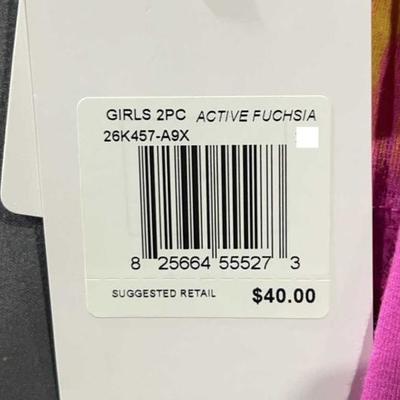 GIRLS 2PC ACTIVE FUCHSIA
26K457-A9X
8 25664 55527 3
SUGGESTED RETAIL $40.00